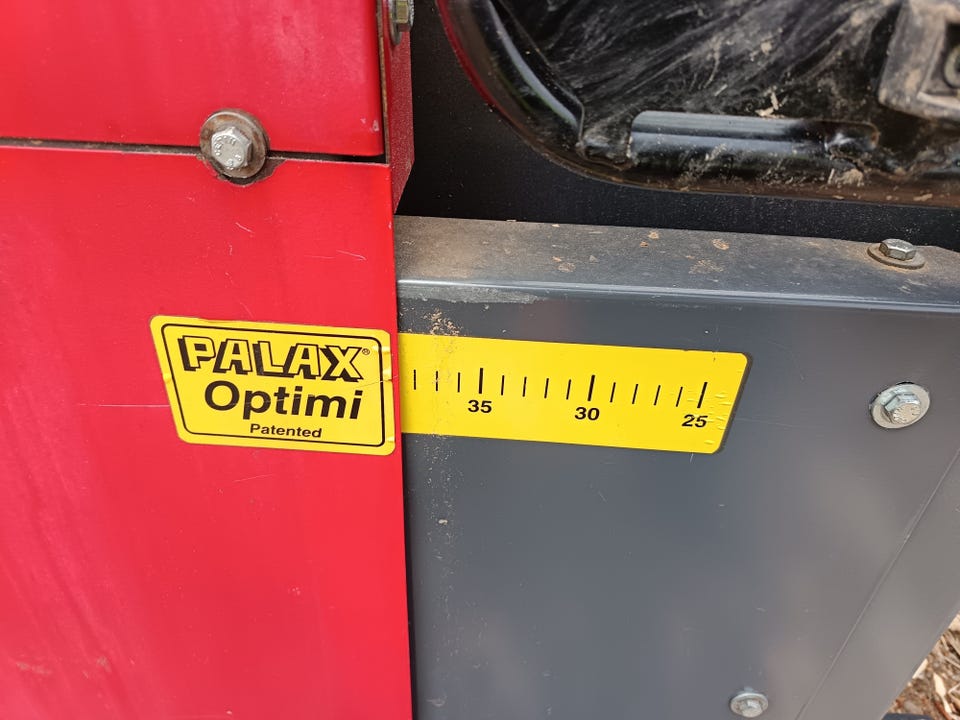 PALAX®
Optimi
Patented
35 30 25